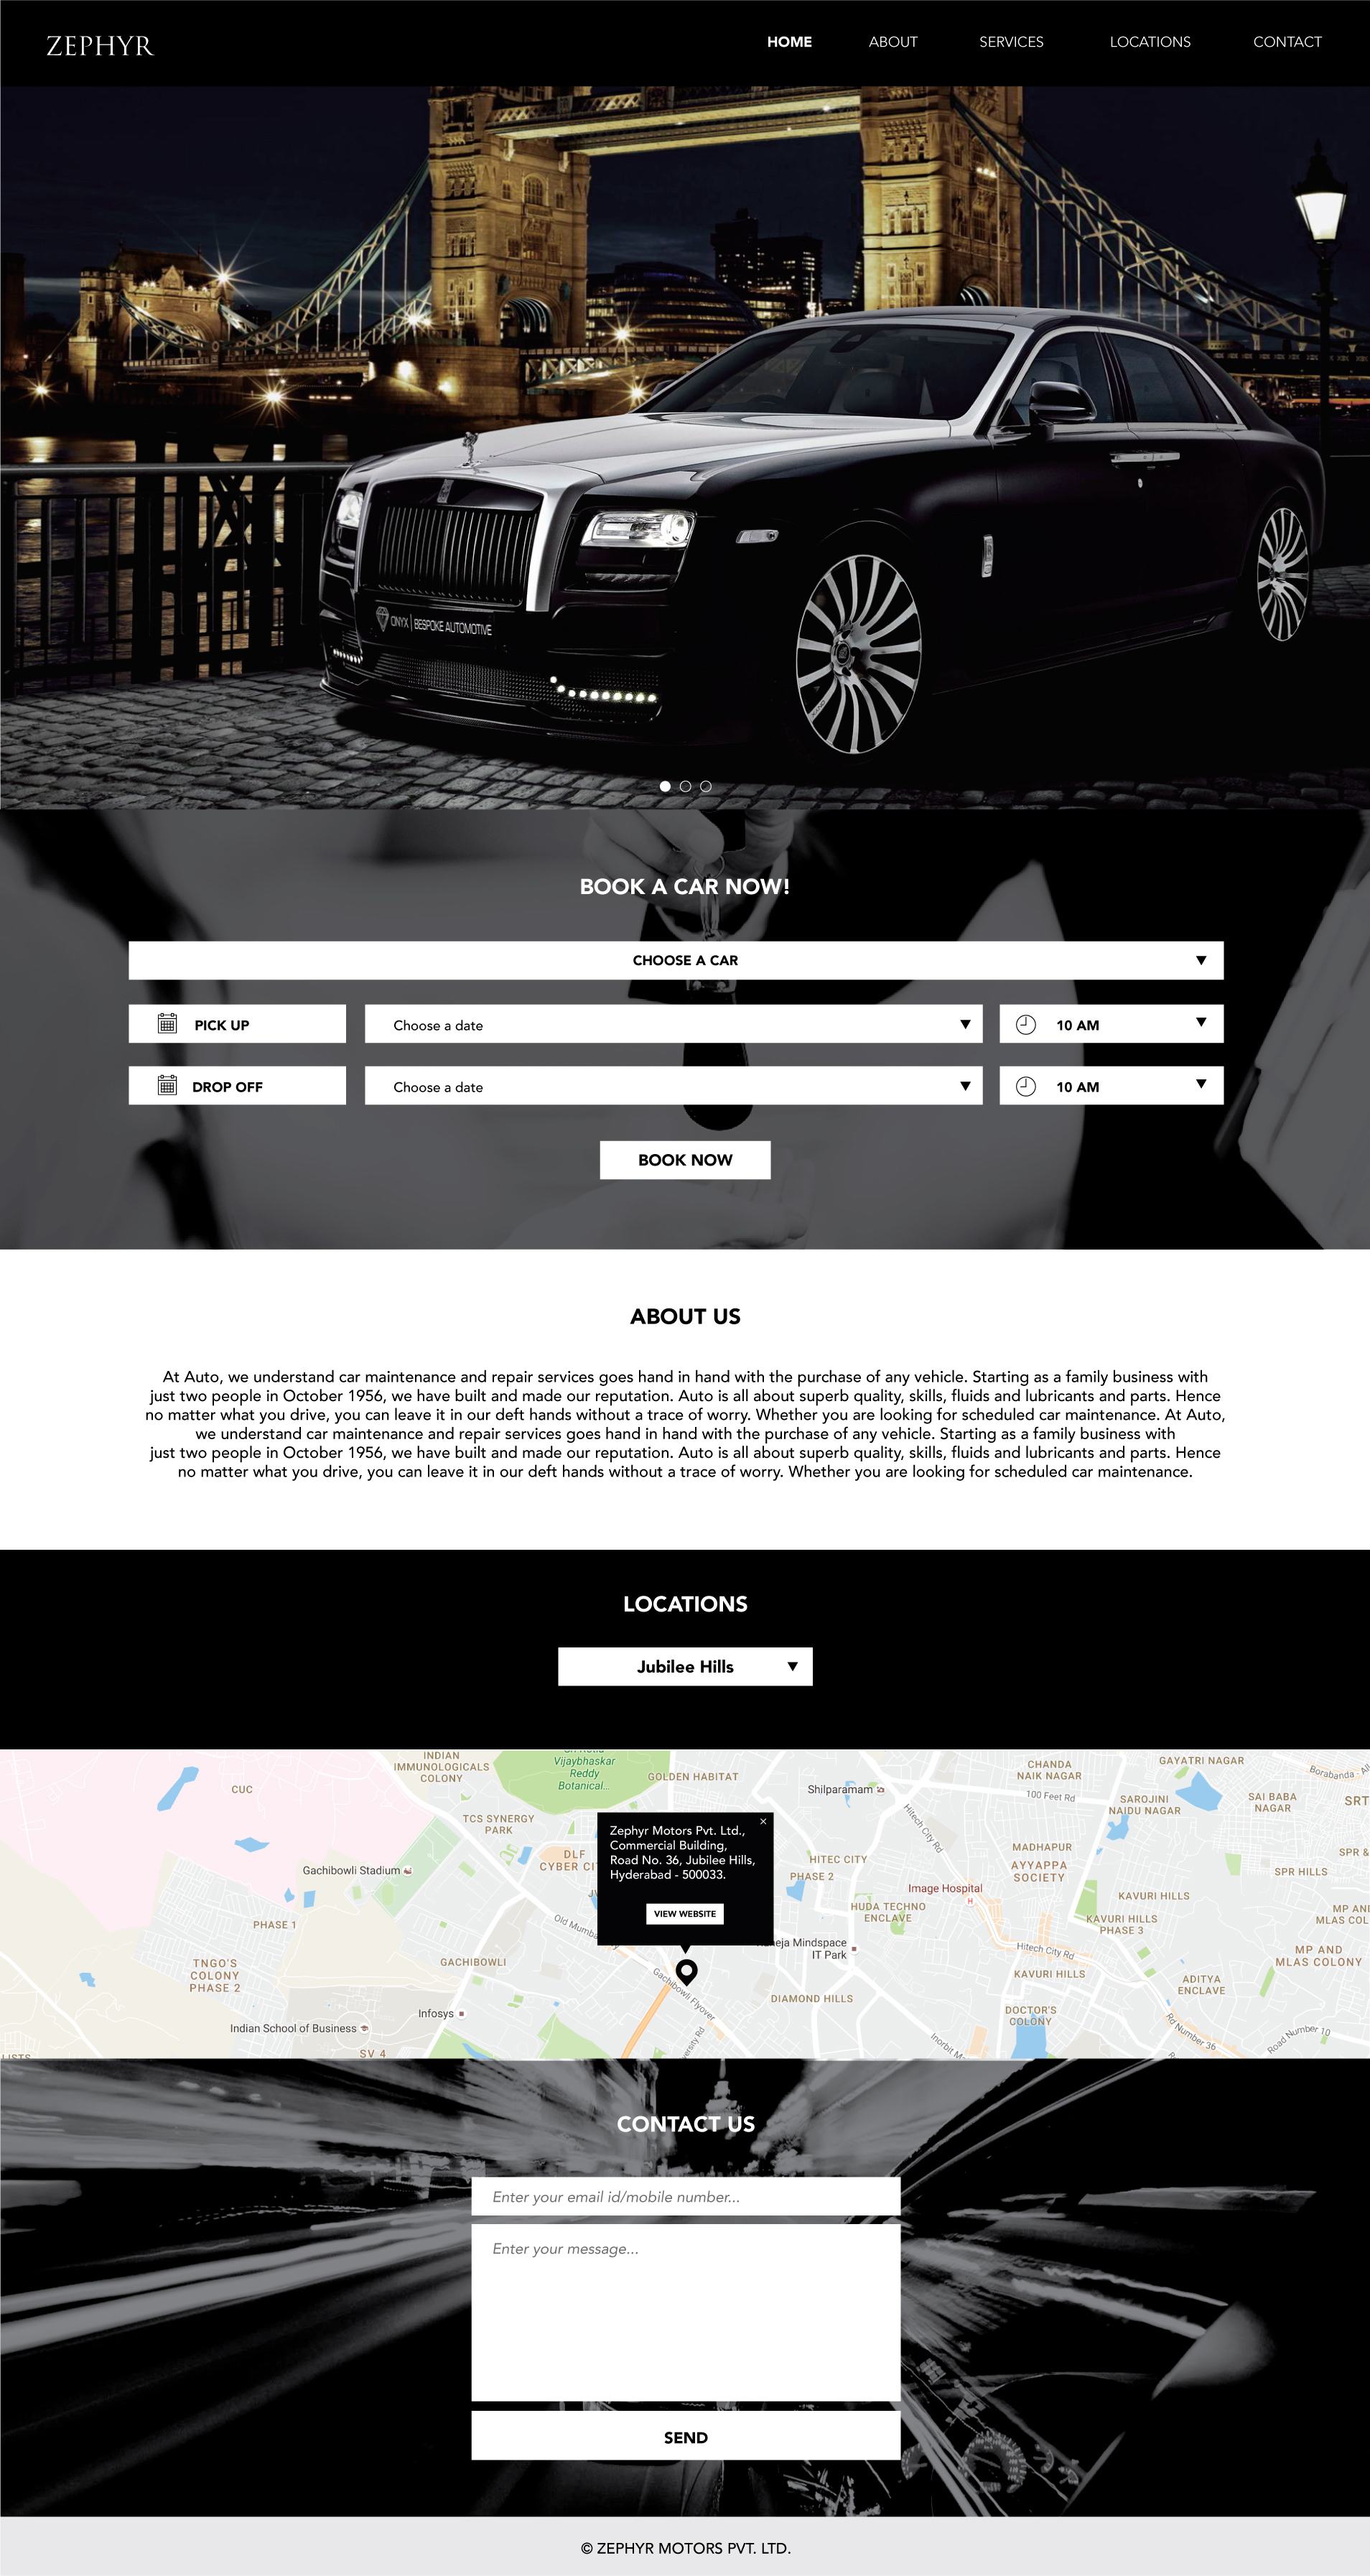 ZEPHYR
HOME ABOUT SERVICES LOCATIONS CONTACT
ONYX | BESPOKE AUTOMOTIVE
BOOK A CAR NOW!
CHOOSE A CAR
PICK UP Choose a date 10 AM
DROP OFF Choose a date 10 AM
BOOK NOW
ABOUT US
At Auto, we understand car maintenance and repair services goes hand in hand with the purchase of any vehicle. Starting as a family business with
just two people in October 1956, we have built and made our reputation. Auto is all about superb quality, skills, fluids and lubricants and parts. Hence
no matter what you drive, you can leave it in our deft hands without a trace of worry. Whether you are looking for scheduled car maintenance. At Auto,
we understand car maintenance and repair services goes hand in hand with the purchase of any vehicle. Starting as a family business with
just two people in October 1956, we have built and made our reputation. Auto is all about superb quality, skills, fluids and lubricants and parts. Hence
no matter what you drive, you can leave it in our deft hands without a trace of worry. Whether you are looking for scheduled car maintenance.
LOCATIONS
Jubilee Hills
INDIAN
IMMUNOLOGICALS
COLONY
Vijaybhaskar
Reddy
Botanical...
CUC
GOLDEN HABITAT
Shilparamam
CHANDA
NAIK NAGAR
GAYATRI NAGAR
100 Feet Rd
SAROJINI
NAIDU NAGAR
SAI BABA
NAGAR
Borabanda - Al
SRT
TCS SYNERGY
PARK
Hitech City Rd
MADHAPUR
DLF
CYBER CI
Zephyr Motors Pvt. Ltd.,
Commercial Building,
Road No. 36, Jubilee Hills,
Hyderabad - 500033.
VIEW WEBSITE
HITEC CITY
PHASE 2
AYYAPPA
SOCIETY
SPR &
SPR HILLS
Gachibowli Stadium
Image Hospital
H
KAVURI HILLS
HUDA TECHNO
ENCLAVE
KAVURI HILLS
PHASE 3
MP ANI
MLAS COL
PHASE 1
Old Mumba
Mindspace
IT Park
Hitech City Rd
MP AND
MLAS COLONY
TNGO'S
COLONY
PHASE 2
GACHIBOWLI
Gachibowli Flyover
KAVURI HILLS
ADITYA
ENCLAVE
DIAMOND HILLS
DOCTOR'S
COLONY
Infosys
Indian School of Business
Rd Number 36
Road Number 10
Inorbit M
versity Rd
SV 4
LISTS
CONTACT US
Enter your email id/mobile number...
Enter your message...
SEND
© ZEPHYR MOTORS PVT. LTD.